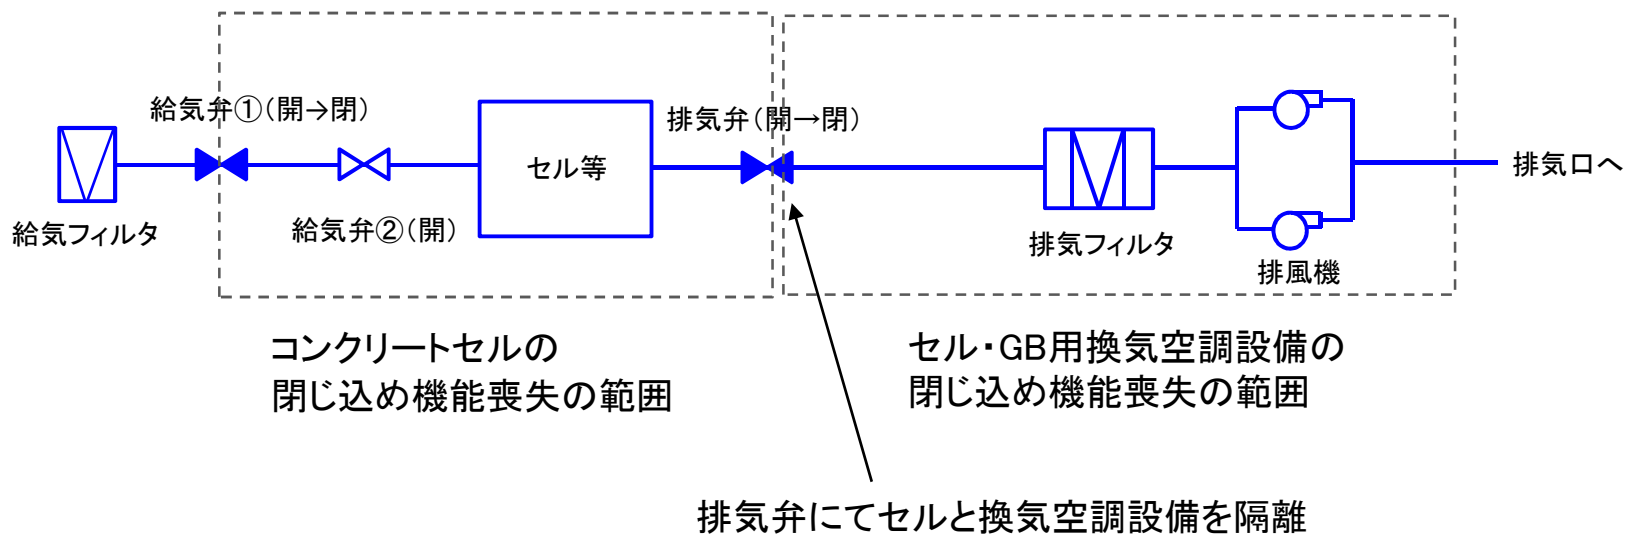 給気弁①(開→閉)
排気弁(開→閉)
セル等
排気口へ
給気フィルタ
給気弁②(開)
排気フィルタ
排風機
コンクリートセルの
閉じ込め機能喪失の範囲
セル・GB用換気空調設備の
閉じ込め機能喪失の範囲
排気弁にてセルと換気空調設備を隔離